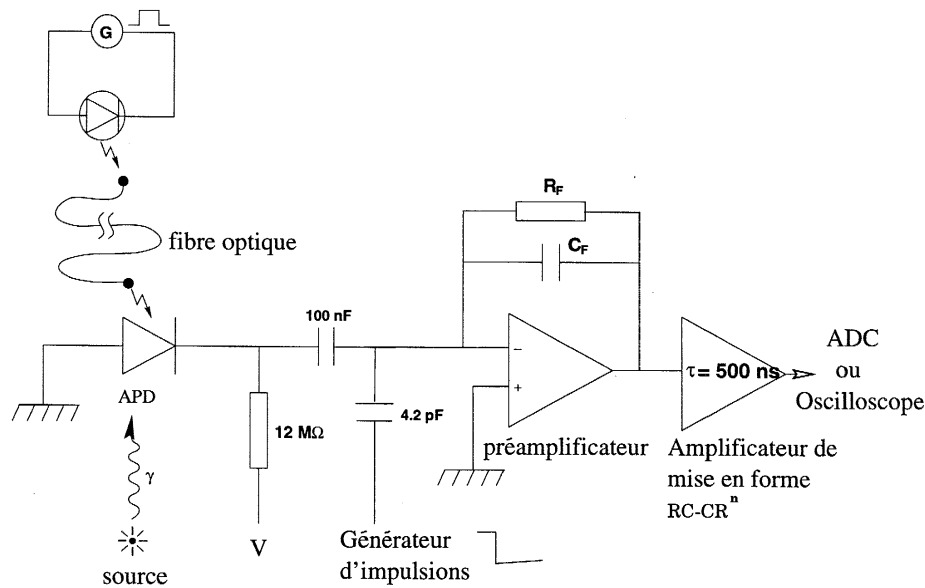 G
fibre optique
R_F
C_F
100 nF
APD
12 MΩ
4.2 pF
−
+
τ = 500 ns
ADC
ou
Oscilloscope
préamplificateur
Amplificateur de
mise en forme
RC-CR^n
γ
source
V
Générateur
d'impulsions